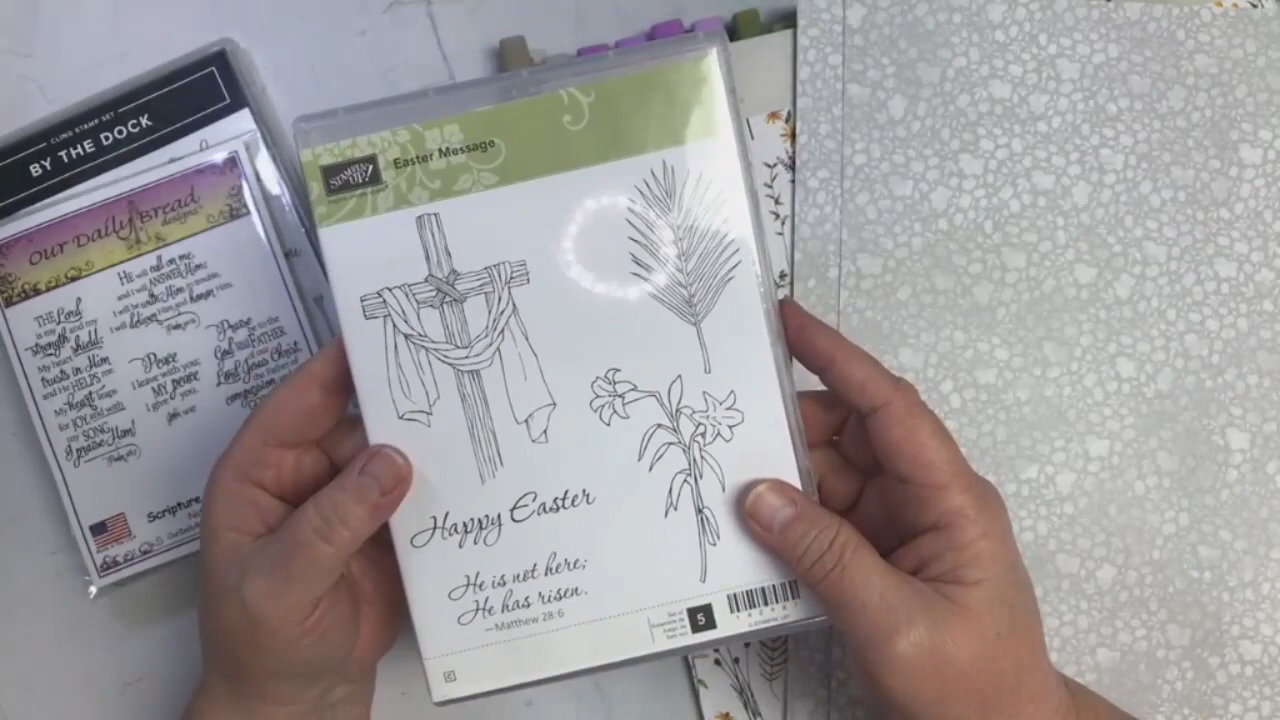 CLING STAMP SET
BY THE DOCK
Our Daily Bread
designs
HE will call on me,
and I will ANSWER Him;
I will be with Him in trouble,
I will deliver Him and honor Him.
THE Lord
is my
strength and my
shield;
My heart
trusts in Him
and He HELPS me.
My heart leaps
for JOY and with
my SONG
I praise Him!
Peace
I leave with you;
MY peace
I give you.
Praise
be to the
God and FATHER
of our
Lord Jesus Christ,
the Father of
compassion
Scripture
STAMPIN' UP!
Easter Message
Happy Easter
He is not here;
He has risen.
—Matthew 28:6
Set of
5
© STAMPIN' UP!
C